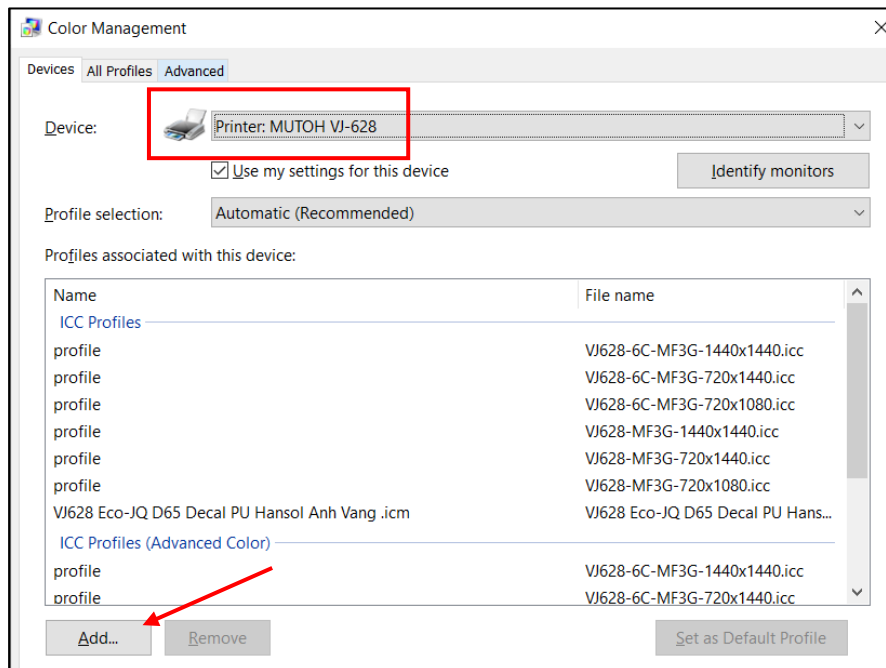 Color Management
Devices All Profiles Advanced
Device: Printer: MUTOH VJ-628
Use my settings for this device Identify monitors
Profile selection: Automatic (Recommended)
Profiles associated with this device:
Name File name
ICC Profiles
profile VJ628-6C-MF3G-1440x1440.icc
profile VJ628-6C-MF3G-720x1440.icc
profile VJ628-6C-MF3G-720x1080.icc
profile VJ628-MF3G-1440x1440.icc
profile VJ628-MF3G-720x1440.icc
profile VJ628-MF3G-720x1080.icc
VJ628 Eco-JQ D65 Decal PU Hansol Anh Vang .icm VJ628 Eco-JQ D65 Decal PU Hans...
ICC Profiles (Advanced Color)
profile VJ628-6C-MF3G-1440x1440.icc
profile VJ628-6C-MF3G-720x1440.icc
Add... Remove Set as Default Profile